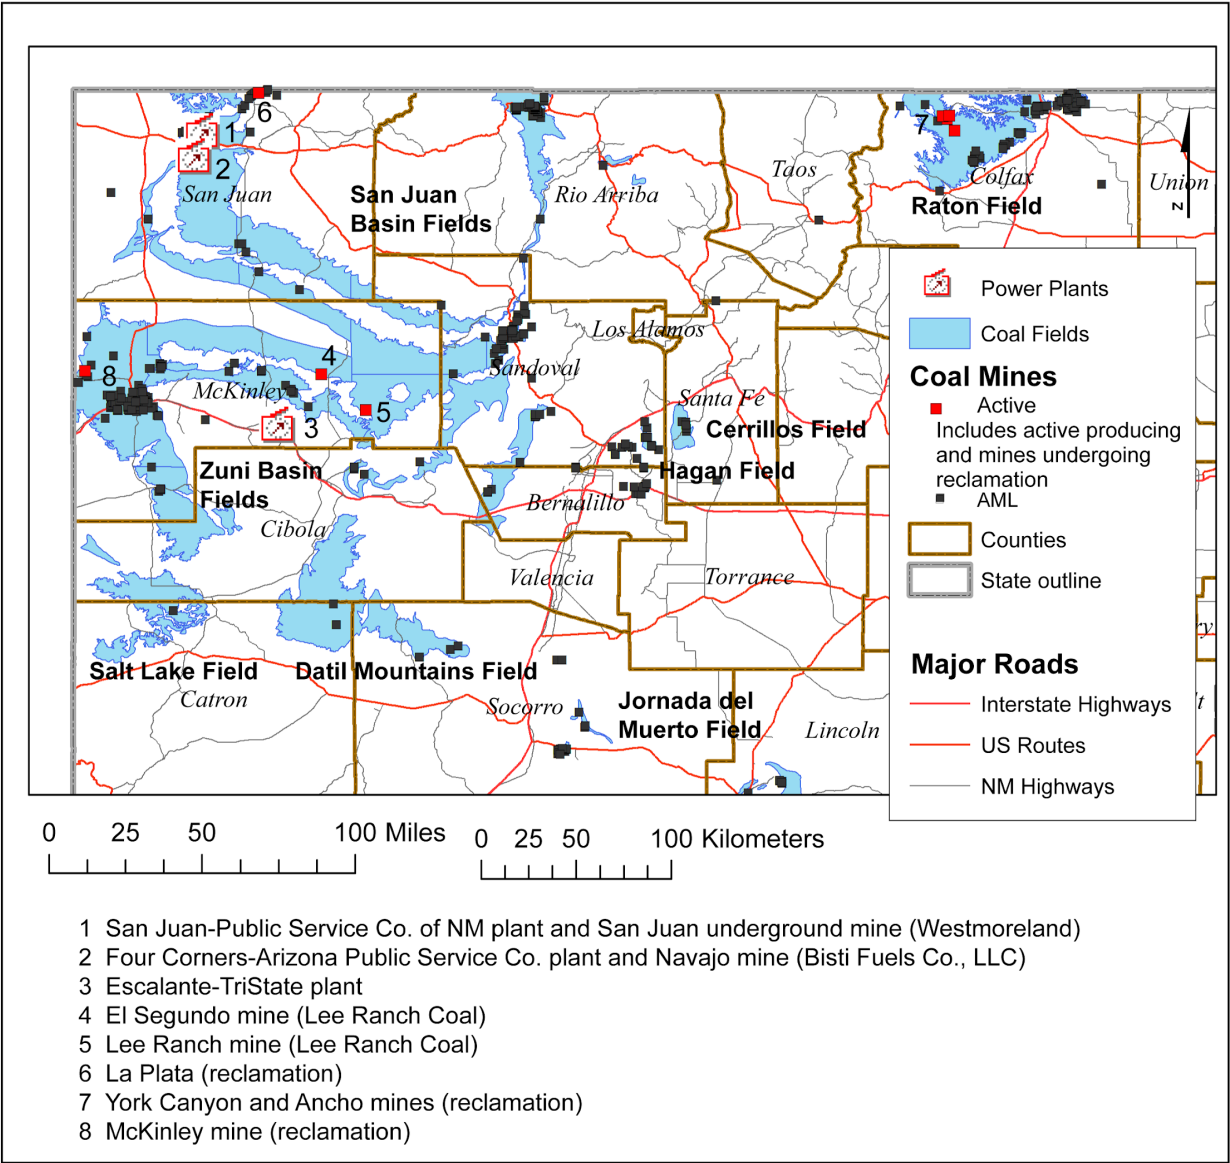 6
1
2
San Juan
San Juan
Basin Fields
Rio Arriba
Taos
7
Colfax
Raton Field
Union
N
Los Alamos
Sandoval
4
8
McKinley
5
3
Santa Fe
Cerrillos Field
Zuni Basin
Fields
Hagan Field
Bernalillo
Cibola
Valencia
Torrance
Salt Lake Field
Datil Mountains Field
Catron
Socorro
Jornada del
Muerto Field
Lincoln
ry
lt
Power Plants
Coal Fields
Coal Mines
Active
Includes active producing
and mines undergoing
reclamation
AML
Counties
State outline
Major Roads
Interstate Highways
US Routes
NM Highways
0 25 50 100 Miles
0 25 50 100 Kilometers
1 San Juan-Public Service Co. of NM plant and San Juan underground mine (Westmoreland)
2 Four Corners-Arizona Public Service Co. plant and Navajo mine (Bisti Fuels Co., LLC)
3 Escalante-TriState plant
4 El Segundo mine (Lee Ranch Coal)
5 Lee Ranch mine (Lee Ranch Coal)
6 La Plata (reclamation)
7 York Canyon and Ancho mines (reclamation)
8 McKinley mine (reclamation)